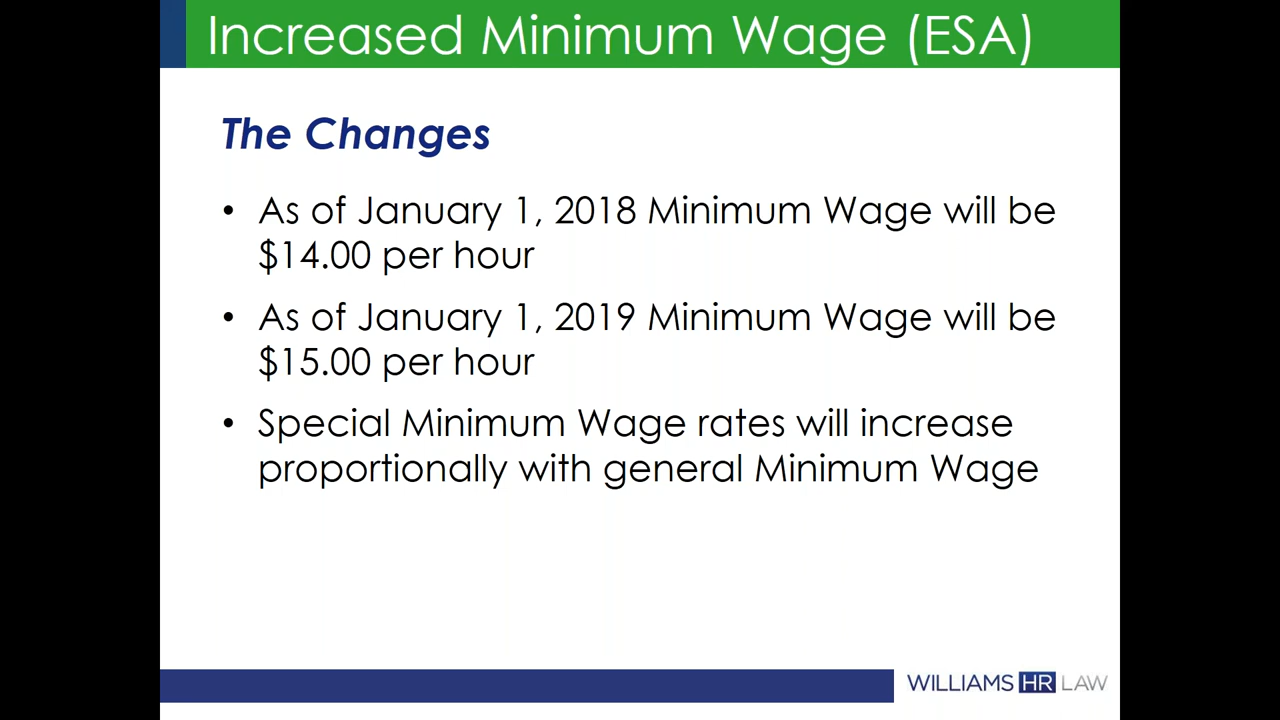 Increased Minimum Wage (ESA)
The Changes
• As of January 1, 2018 Minimum Wage will be
$14.00 per hour
• As of January 1, 2019 Minimum Wage will be
$15.00 per hour
• Special Minimum Wage rates will increase
proportionally with general Minimum Wage
WILLIAMS HR LAW